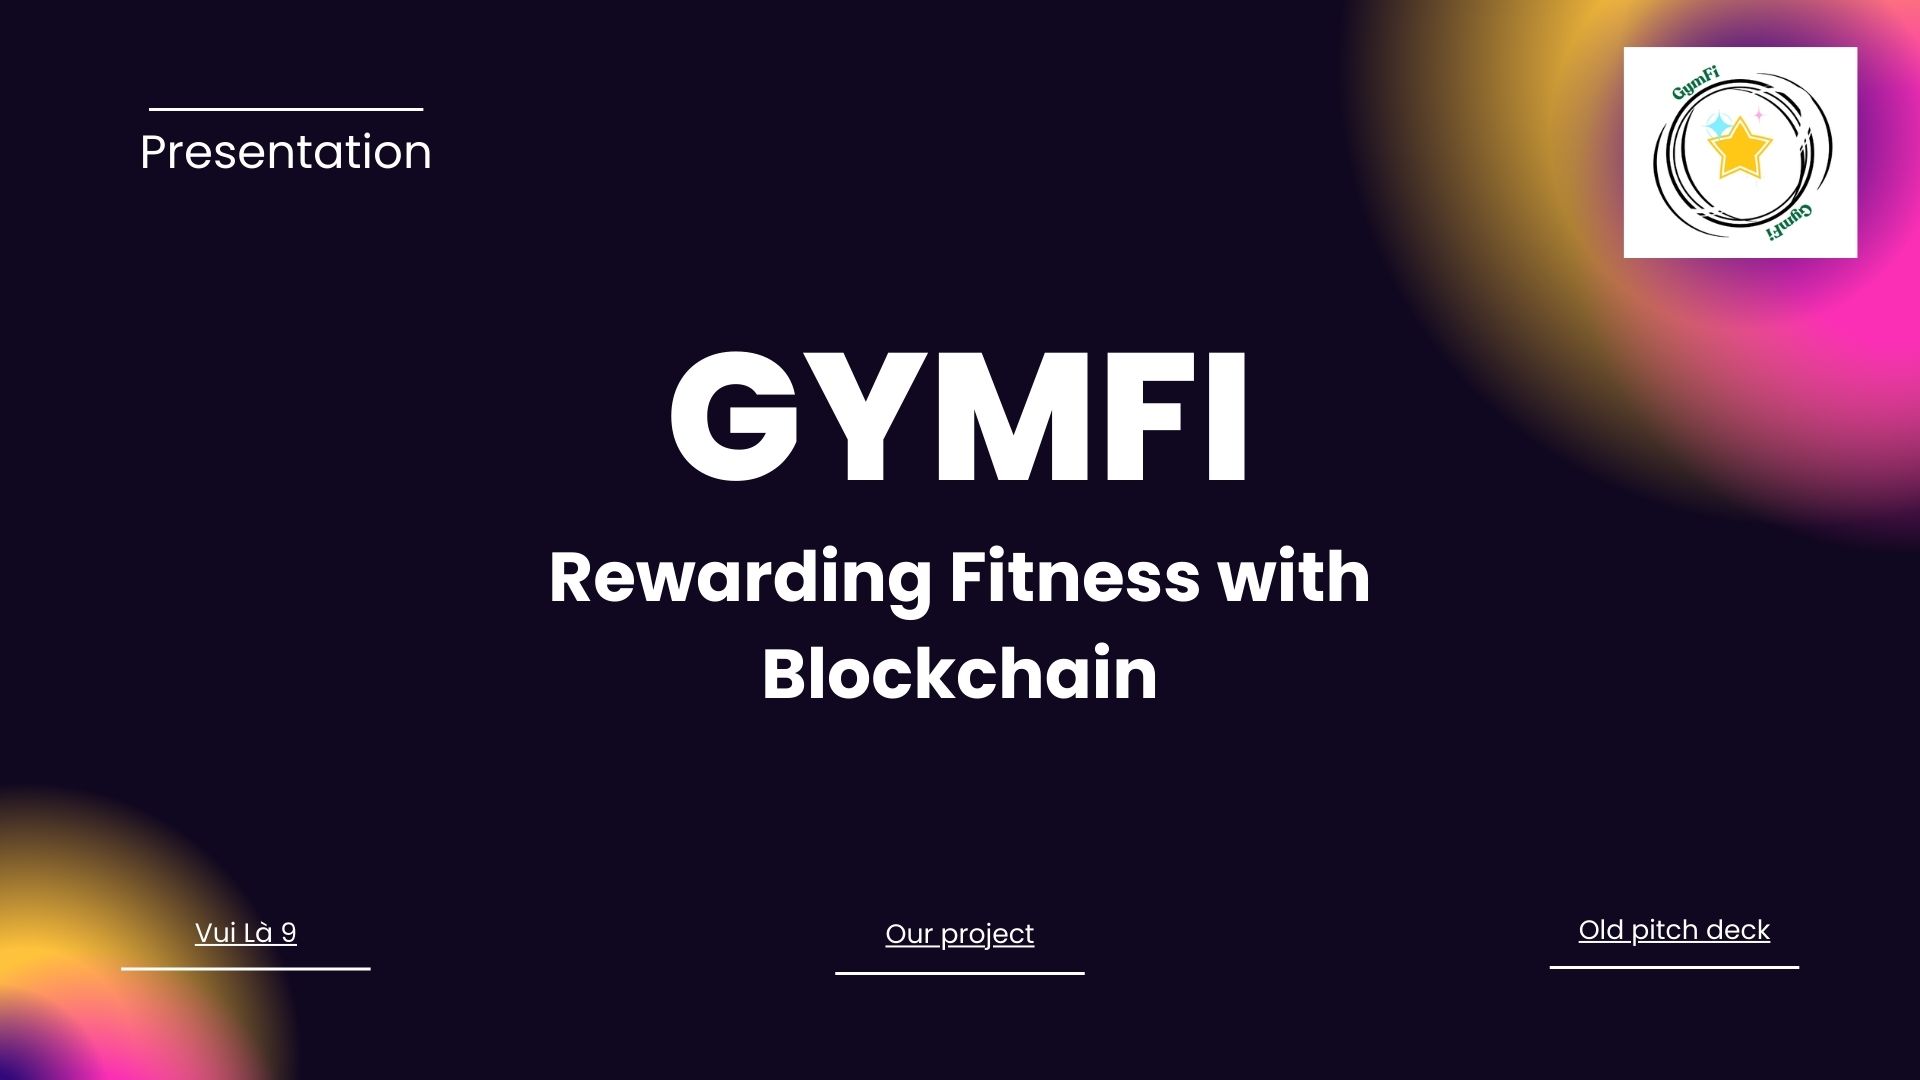 Presentation
GymFi
GymFi
GYMFI
Rewarding Fitness with
Blockchain
Vui Là 9
Our project
Old pitch deck